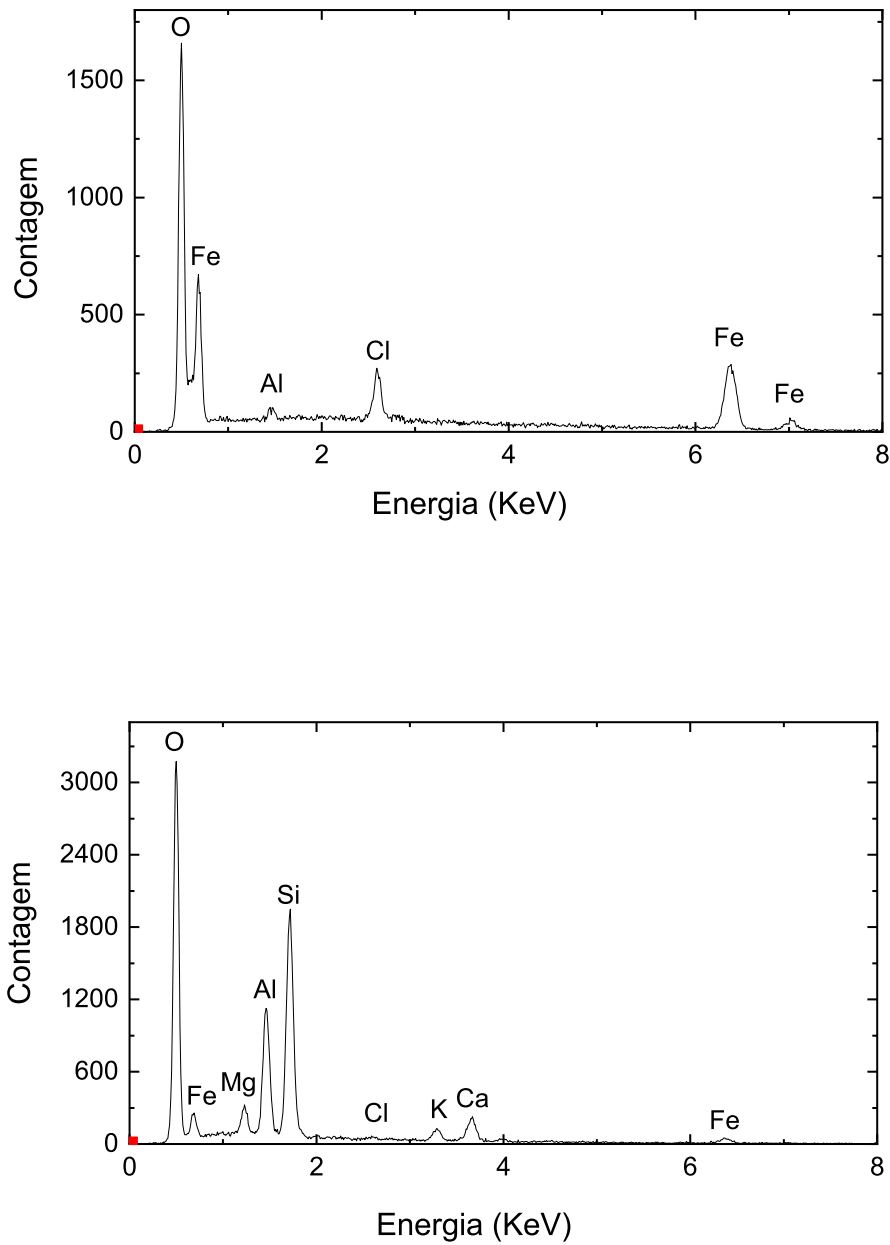 O
1500
1000
Contagem
Fe
500
Cl
Fe
Al
Fe
0
0 2 4 6 8
Energia (KeV)
O
3000
2400
Si
1800
Contagem
Al
1200
600
Mg
Fe
Cl
K
Ca
Fe
0
0 2 4 6 8
Energia (KeV)